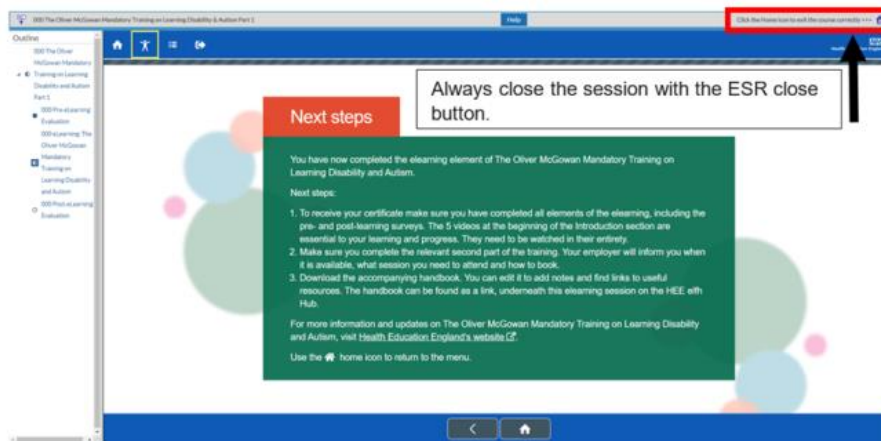 000 The Oliver McGowan Mandatory Training on Learning Disability & Autism Part 1
Help
Click the Home icon to exit the course correctly
Outline
000 The Oliver
McGowan Mandatory
Training on Learning
Disability and Autism
Part 1
000 Pre-eLearning
Evaluation
000 eLearning: The
Oliver McGowan
Mandatory
Training on
Learning Disability
and Autism
000 Post-eLearning
Evaluation
Always close the session with the ESR close
button.
Next steps
You have now completed the elearning element of The Oliver McGowan Mandatory Training on
Learning Disability and Autism.
Next steps:
1. To receive your certificate make sure you have completed all elements of the elearning, including the
pre- and post-learning surveys. The 5 videos at the beginning of the Introduction section are
essential to your learning and progress. They need to be watched in their entirety.
2. Make sure you complete the relevant second part of the training. Your employer will inform you when
it is available, what session you need to attend and how to book.
3. Download the accompanying handbook. You can edit it to add notes and find links to useful
resources. The handbook can be found as a link, underneath this elearning session on the HEE elfh
Hub.
For more information and updates on The Oliver McGowan Mandatory Training on Learning Disability
and Autism, visit Health Education England's website
Use the home icon to return to the menu.